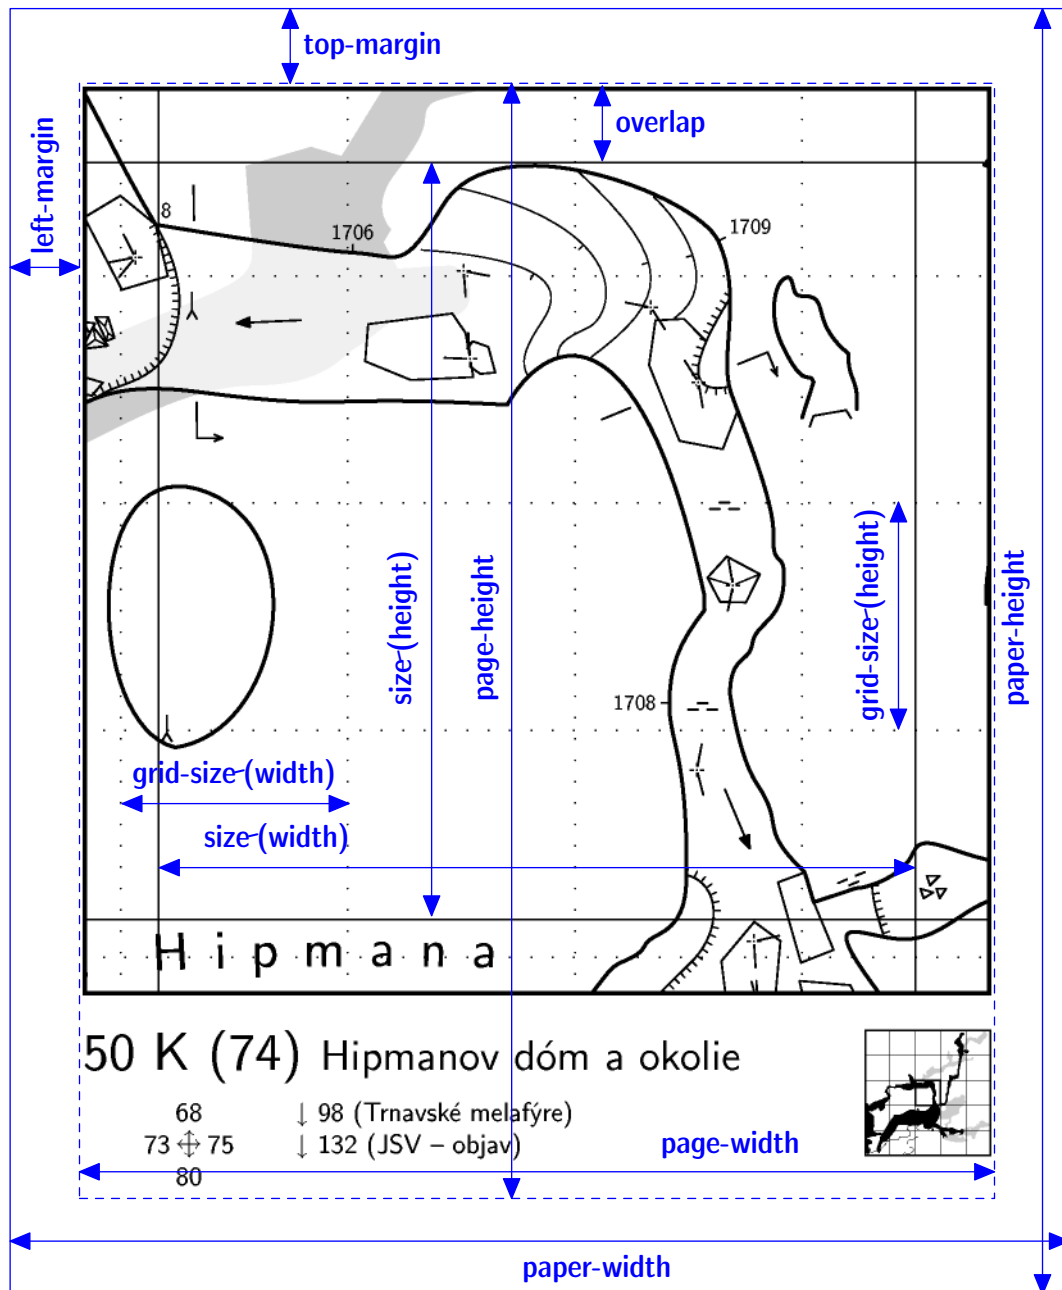 top-margin
overlap
left-margin
8
1706
1709
size-(height)
page-height
grid-size-(height)
paper-height
1708
grid-size-(width)
size-(width)
Hipmana
50 K (74) Hipmanov dóm a okolie
68
↓ 98 (Trnavské melafýre)
73 75
↓ 132 (JSV – objav)
80
page-width
paper-width